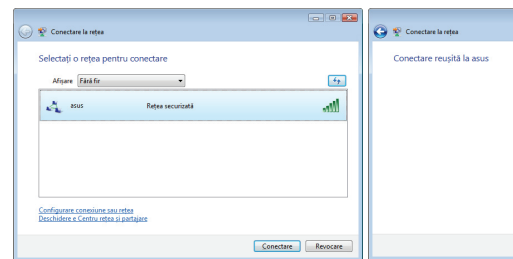 Conectare la rețea
Selectați o rețea pentru conectare
Afișare Fără fir
asus Rețea securizată
Configurare conexiune sau rețea
Deschidere e Centru rețea și partajare
Conectare Revocare
Conectare la rețea
Conectare reușită la asus